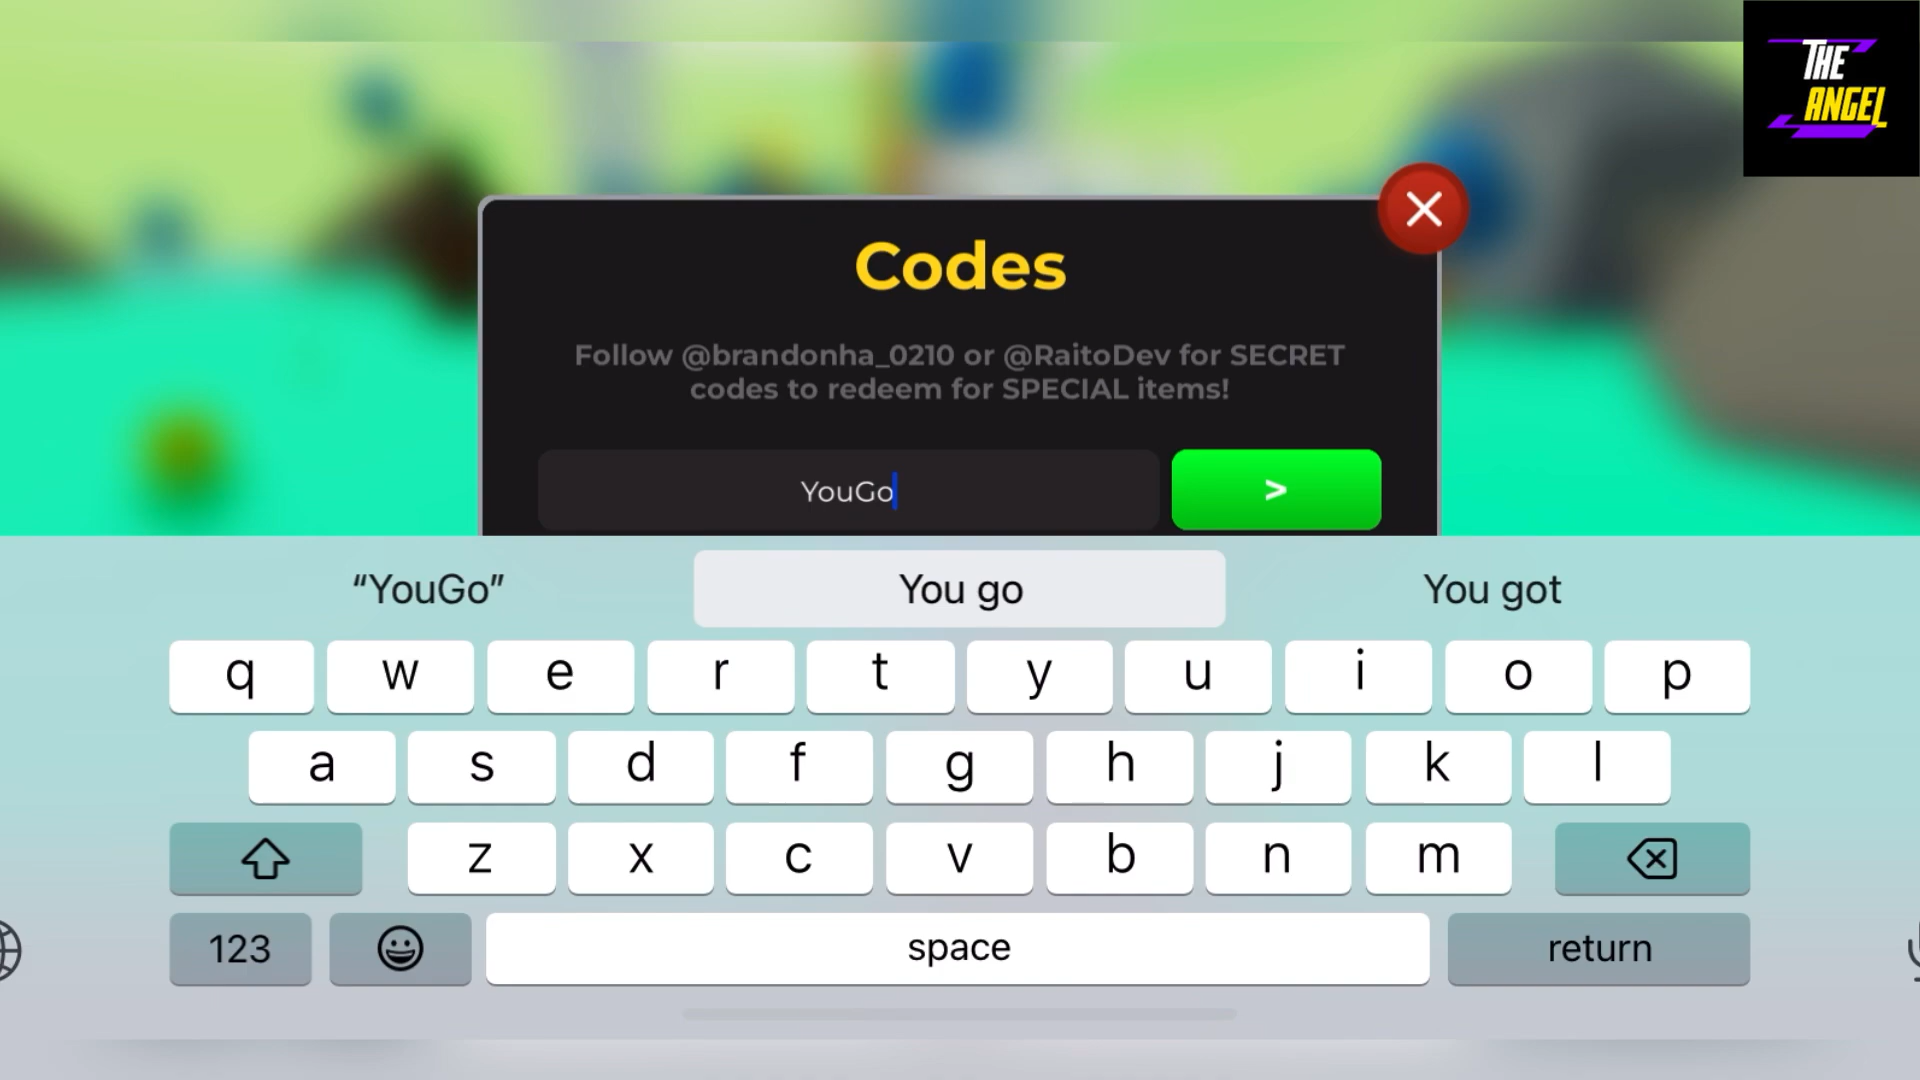 THE
ANGEL
Codes
Follow @brandonha_0210 or @RaitoDev for SECRET
codes to redeem for SPECIAL items!
YouGo >
“YouGo” You go You got
q w e r t y u i o p
a s d f g h j k l
z x c v b n m
123 space return